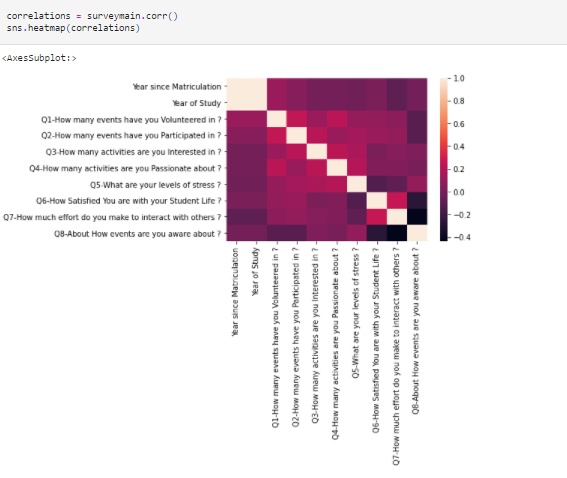 correlations = surveymain.corr()
sns.heatmap(correlations)
<AxesSubplot:>
Year since Matriculation
Year of Study
Q1-How many events have you Volunteered in ?
Q2-How many events have you Participated in ?
Q3-How many activities are you Interested in ?
Q4-How many activities are you Passionate about ?
Q5-What are your levels of stress ?
Q6-How Satisfied You are with your Student Life ?
Q7-How much effort do you make to interact with others ?
Q8-About How events are you aware about ?
1.0
0.8
0.6
0.4
0.2
0.0
−0.2
−0.4
Year since Matriculation
Year of Study
Q1-How many events have you Volunteered in ?
Q2-How many events have you Participated in ?
Q3-How many activities are you Interested in ?
Q4-How many activities are you Passionate about ?
Q5-What are your levels of stress ?
Q6-How Satisfied You are with your Student Life ?
Q7-How much effort do you make to interact with others ?
Q8-About How events are you aware about ?